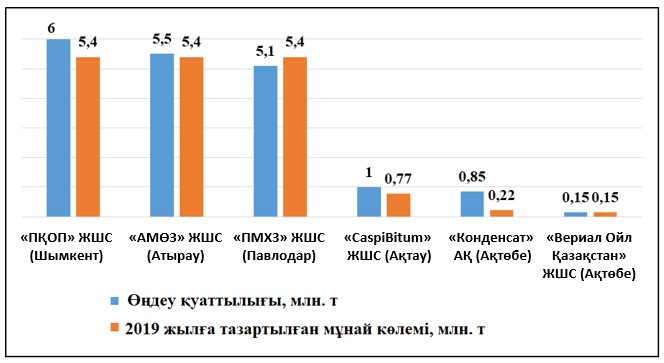 6
5,4
5,5
5,4
5,1
5,4
1
0,77
0,85
0,22
0,15
0,15
«ПҚОП» ЖШС
(Шымкент)
«АМӨЗ» ЖШС
(Атырау)
«ПМХЗ» ЖШС
(Павлодар)
«CaspiBitum»
ЖШС (Ақтау)
«Конденсат»
АҚ (Ақтөбе)
«Вериал Ойл
Қазақстан»
ЖШС (Ақтөбе)
Өңдеу қуаттылығы, млн. т
2019 жылға тазартылған мұнай көлемі, млн. т